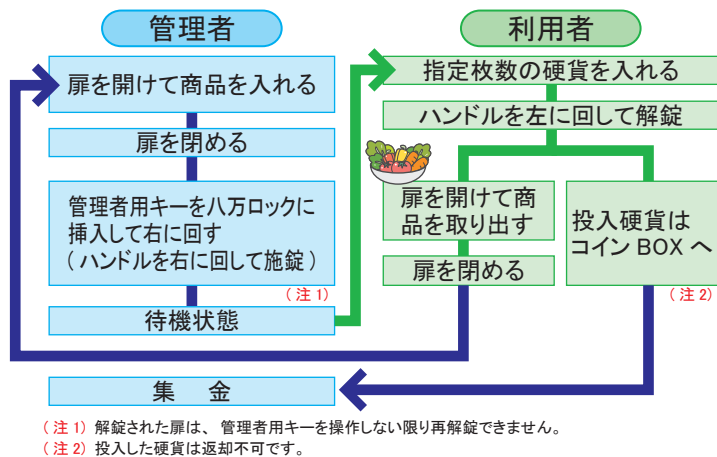 管理者
扉を開けて商品を入れる
扉を閉める
管理者用キーを八万ロックに
挿入して右に回す
(ハンドルを右に回して施錠)
(注1)
待機状態
集　金
利用者
指定枚数の硬貨を入れる
ハンドルを左に回して解錠
扉を開けて商
品を取り出す
扉を閉める
投入硬貨は
コイン BOX へ
(注2)
(注1) 解錠された扉は、管理者用キーを操作しない限り再解錠できません。
(注2) 投入した硬貨は返却不可です。